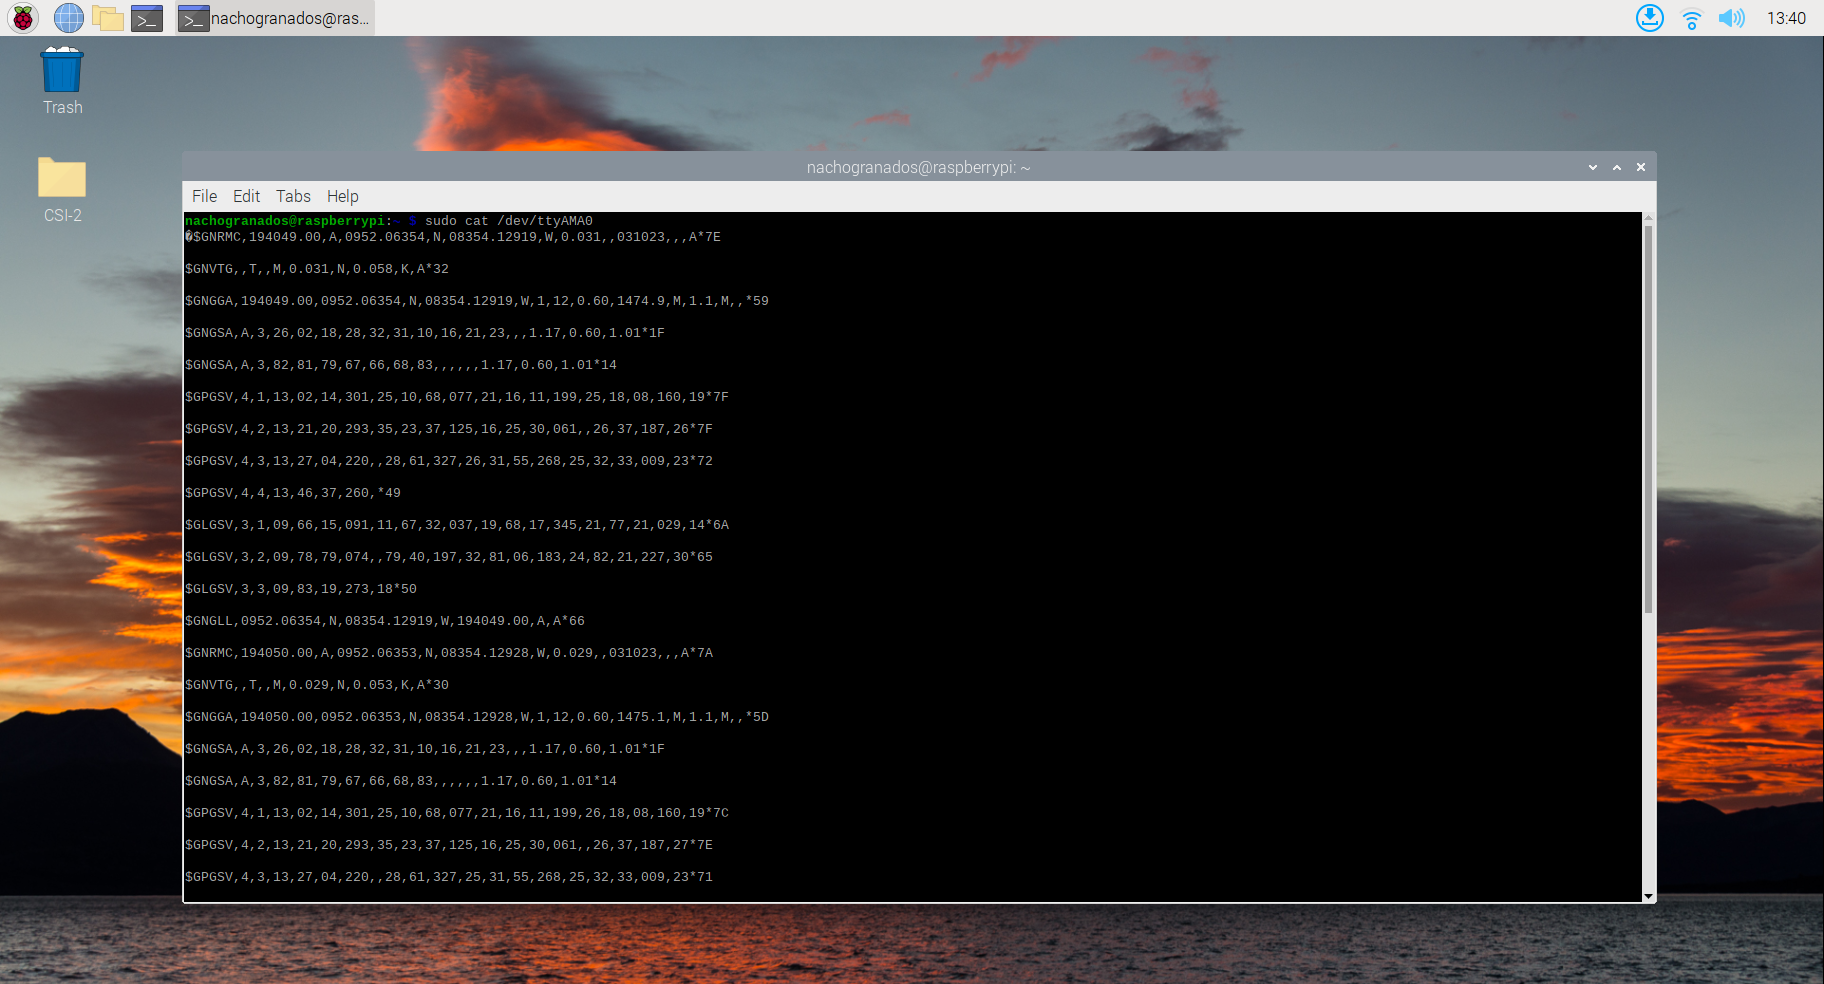 nachogranados@ras...
13:40
Trash
CSI-2
nachogranados@raspberrypi: ~
File Edit Tabs Help
nachogranados@raspberrypi:~ $ sudo cat /dev/ttyAMA0
�$GNRMC,194049.00,A,0952.06354,N,08354.12919,W,0.031,,031023,,,A*7E
$GNVTG,,T,,M,0.031,N,0.058,K,A*32
$GNGGA,194049.00,0952.06354,N,08354.12919,W,1,12,0.60,1474.9,M,1.1,M,,*59
$GNGSA,A,3,26,02,18,28,32,31,10,16,21,23,,,1.17,0.60,1.01*1F
$GNGSA,A,3,82,81,79,67,66,68,83,,,,,,1.17,0.60,1.01*14
$GPGSV,4,1,13,02,14,301,25,10,68,077,21,16,11,199,25,18,08,160,19*7F
$GPGSV,4,2,13,21,20,293,35,23,37,125,16,25,30,061,,26,37,187,26*7F
$GPGSV,4,3,13,27,04,220,,28,61,327,26,31,55,268,25,32,33,009,23*72
$GPGSV,4,4,13,46,37,260,*49
$GLGSV,3,1,09,66,15,091,11,67,32,037,19,68,17,345,21,77,21,029,14*6A
$GLGSV,3,2,09,78,79,074,,79,40,197,32,81,06,183,24,82,21,227,30*65
$GLGSV,3,3,09,83,19,273,18*50
$GNGLL,0952.06354,N,08354.12919,W,194049.00,A,A*66
$GNRMC,194050.00,A,0952.06353,N,08354.12928,W,0.029,,031023,,,A*7A
$GNVTG,,T,,M,0.029,N,0.053,K,A*30
$GNGGA,194050.00,0952.06353,N,08354.12928,W,1,12,0.60,1475.1,M,1.1,M,,*5D
$GNGSA,A,3,26,02,18,28,32,31,10,16,21,23,,,1.17,0.60,1.01*1F
$GNGSA,A,3,82,81,79,67,66,68,83,,,,,,1.17,0.60,1.01*14
$GPGSV,4,1,13,02,14,301,25,10,68,077,21,16,11,199,26,18,08,160,19*7C
$GPGSV,4,2,13,21,20,293,35,23,37,125,16,25,30,061,,26,37,187,27*7E
$GPGSV,4,3,13,27,04,220,,28,61,327,25,31,55,268,25,32,33,009,23*71